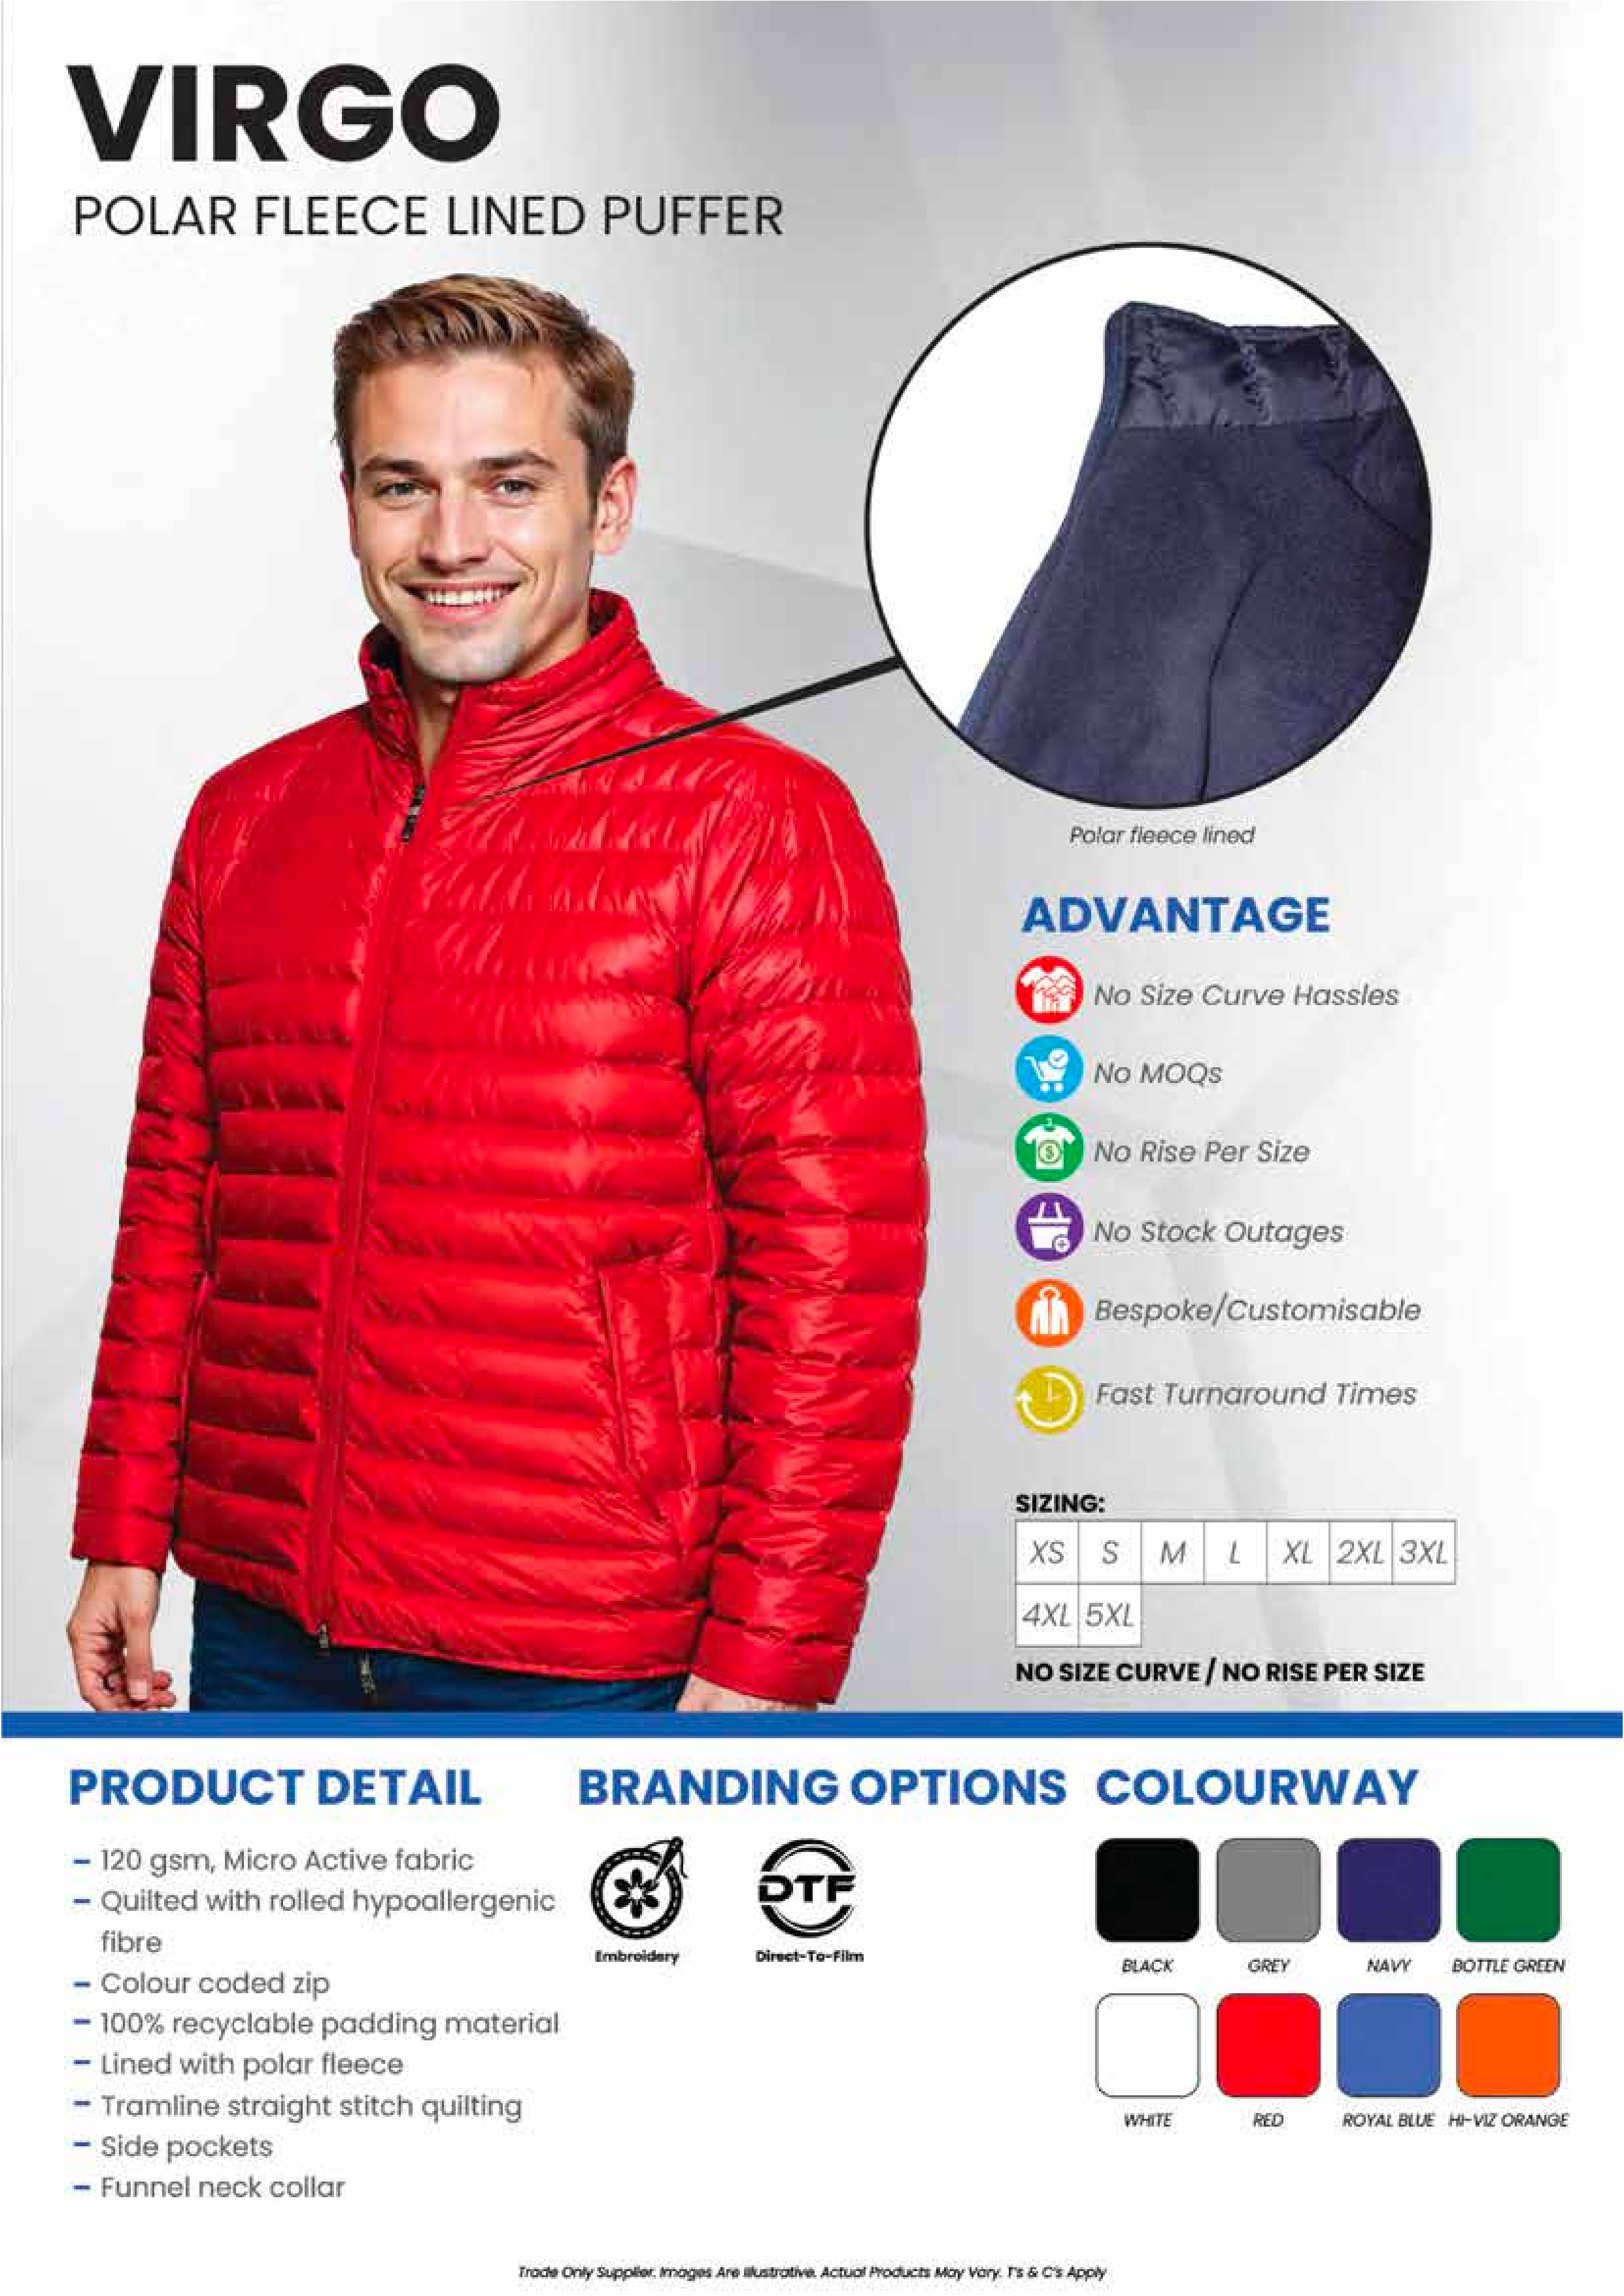 VIRGO
POLAR FLEECE LINED PUFFER
Polar fleece lined
ADVANTAGE
No Size Curve Hassles
No MOQs
No Rise Per Size
No Stock Outages
Bespoke/Customisable
Fast Turnaround Times
SIZING:
XS S M L XL 2XL 3XL
4XL 5XL
NO SIZE CURVE / NO RISE PER SIZE
PRODUCT DETAIL
- 120 gsm, Micro Active fabric
- Quilted with rolled hypoallergenic
fibre
- Colour coded zip
- 100% recyclable padding material
- Lined with polar fleece
- Tramline straight stitch quilting
- Side pockets
- Funnel neck collar
BRANDING OPTIONS
DTF
Embroidery Direct-To-Film
COLOURWAY
BLACK GREY NAVY BOTTLE GREEN
WHITE RED ROYAL BLUE HI-VIZ ORANGE
Trade Only Supplier. Images Are Illustrative. Actual Products May Vary. T's & C's Apply